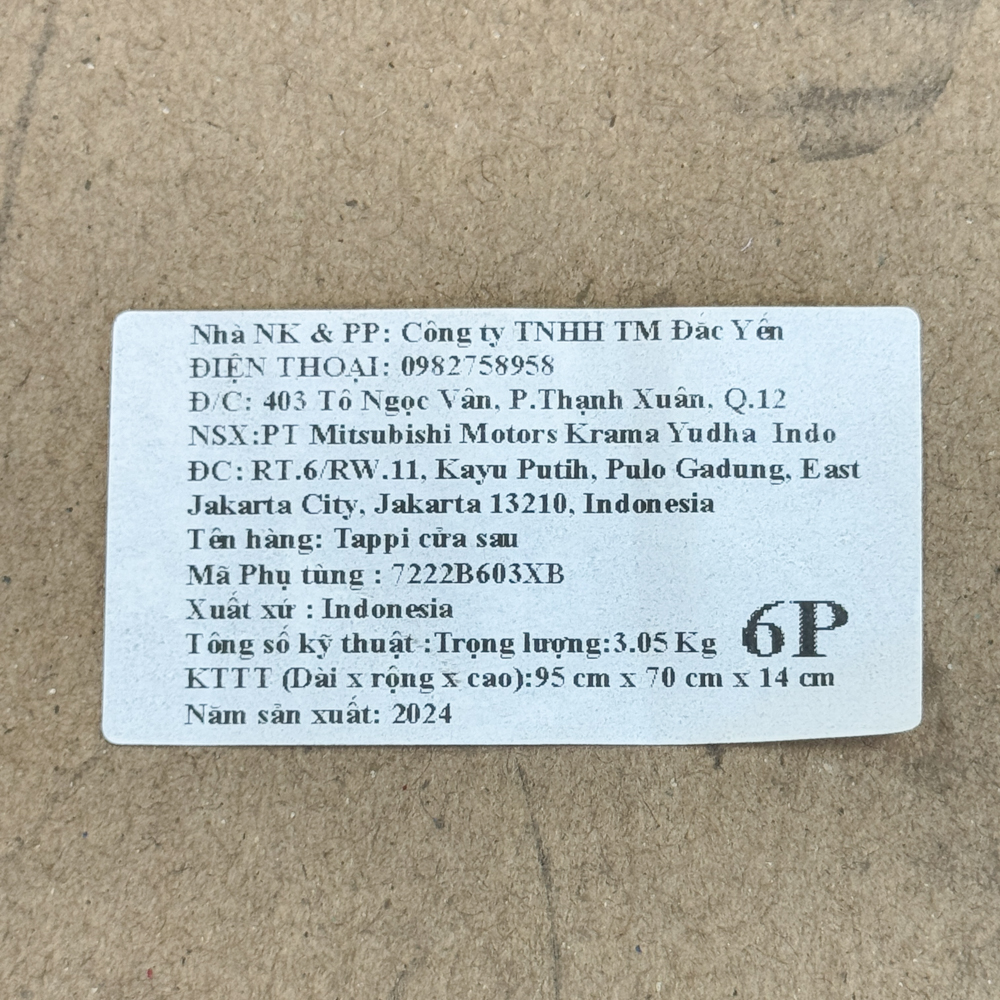 Nhà NK & PP: Công ty TNHH TM Đắc Yến
ĐIỆN THOẠI: 0982758958
Đ/C: 403 Tô Ngọc Vân, P.Thạnh Xuân, Q.12
NSX:PT Mitsubishi Motors Krama Yudha Indo
ĐC: RT.6/RW.11, Kayu Putih, Pulo Gadung, East
Jakarta City, Jakarta 13210, Indonesia
Tên hàng: Tappi cửa sau
Mã Phụ tùng : 7222B603XB
Xuất xứ : Indonesia
Tông số kỹ thuật :Trọng lượng:3.05 Kg
6P
KTTT (Dài x rộng x cao):95 cm x 70 cm x 14 cm
Năm sản xuất: 2024